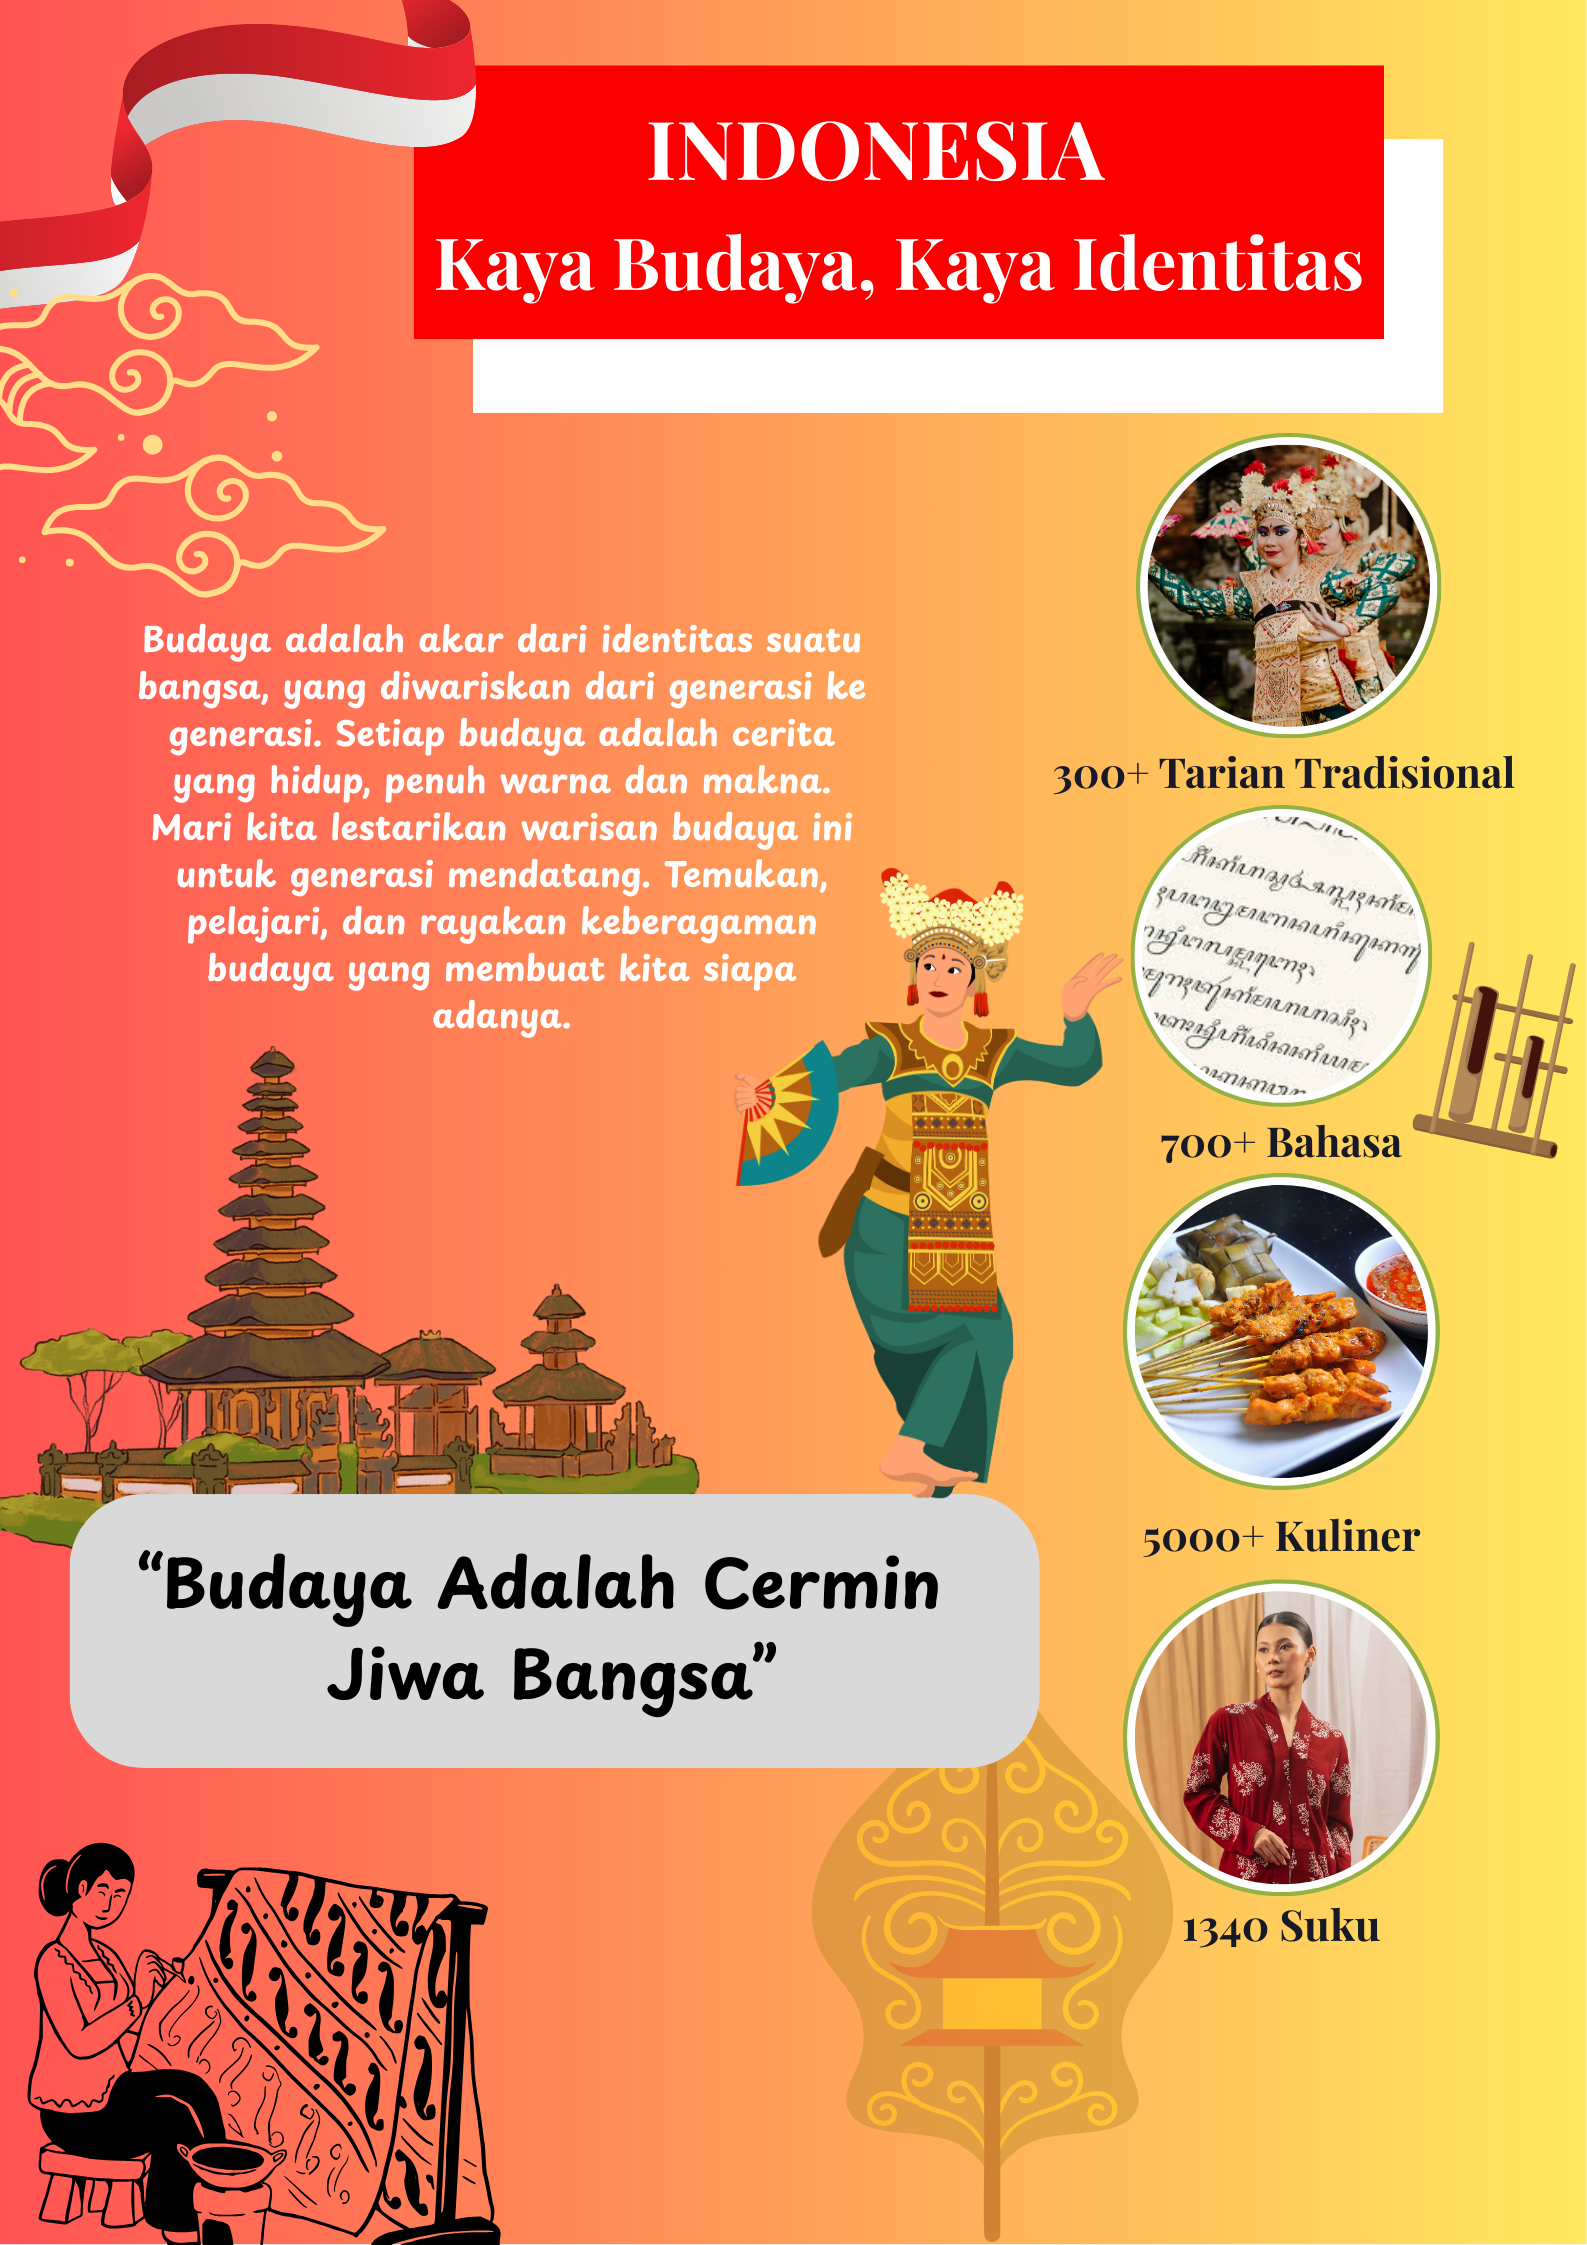 INDONESIA
Kaya Budaya, Kaya Identitas
Budaya adalah akar dari identitas suatu
bangsa, yang diwariskan dari generasi ke
generasi. Setiap budaya adalah cerita
yang hidup, penuh warna dan makna.
Mari kita lestarikan warisan budaya ini
untuk generasi mendatang. Temukan,
pelajari, dan rayakan keberagaman
budaya yang membuat kita siapa
adanya.
300+ Tarian Tradisional
700+ Bahasa
5000+ Kuliner
“Budaya Adalah Cermin
Jiwa Bangsa”
1340 Suku